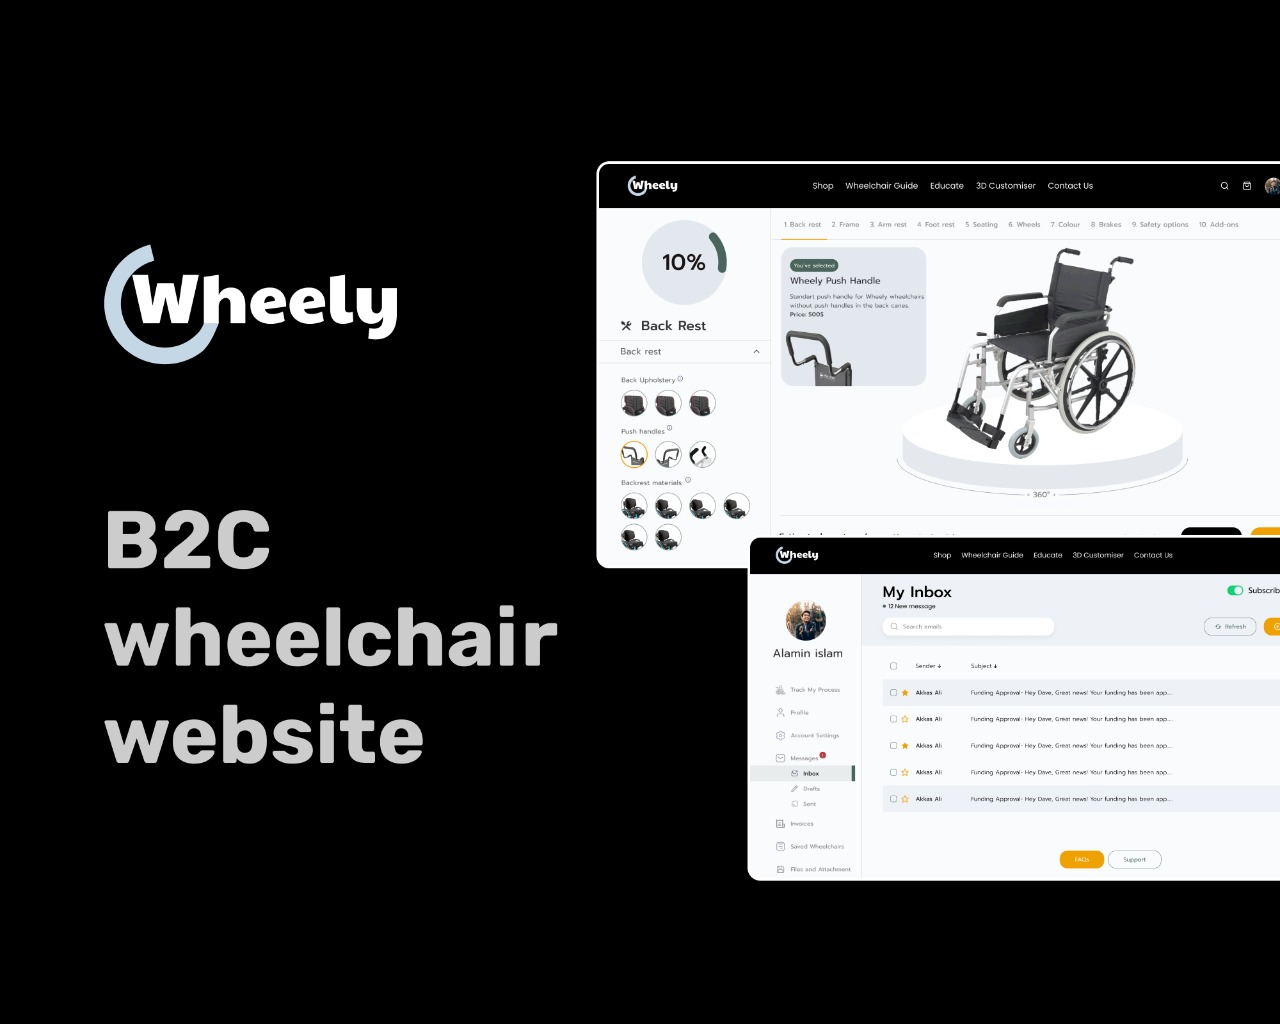 Wheely
B2C
wheelchair
website
Wheely
Shop Wheelchair Guide Educate 3D Customiser Contact Us
10%
Back Rest
Back rest
Back Upholstery
Push handles
Backrest materials
1. Back rest 2. Frame 3. Arm rest 4. Foot rest 5. Seating 6. Wheels 7. Colour 8. Brakes 9. Safety options 10. Add-ons
You've selected
Wheely Push Handle
Standart push handle for Wheely wheelchairs
without push handles in the back canes.
Price: 500$
360°
Wheely
Shop Wheelchair Guide Educate 3D Customiser Contact Us
Alamin islam
Track My Process
Profile
Account Settings
Messages
Inbox
Drafts
Sent
Invoices
Saved Wheelchairs
Files and Attachment
My Inbox
12 New message
Subscrib
Search emails
Refresh
Sender Subject
Akkas Ali Funding Approval- Hey Dave, Great news! Your funding has been app...
Akkas Ali Funding Approval- Hey Dave, Great news! Your funding has been app...
Akkas Ali Funding Approval- Hey Dave, Great news! Your funding has been app...
Akkas Ali Funding Approval- Hey Dave, Great news! Your funding has been app...
Akkas Ali Funding Approval- Hey Dave, Great news! Your funding has been app...
FAQs Support